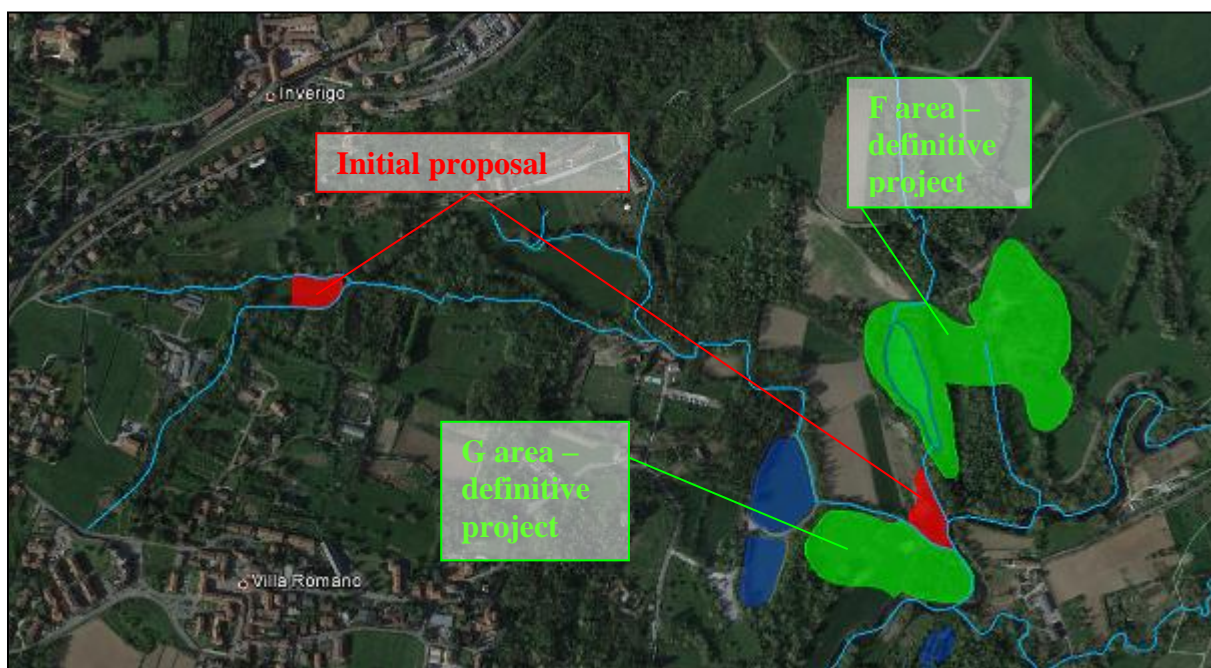 Inverigo
Initial proposal
F area –
definitive
project
G area –
definitive
project
Villa Romanò